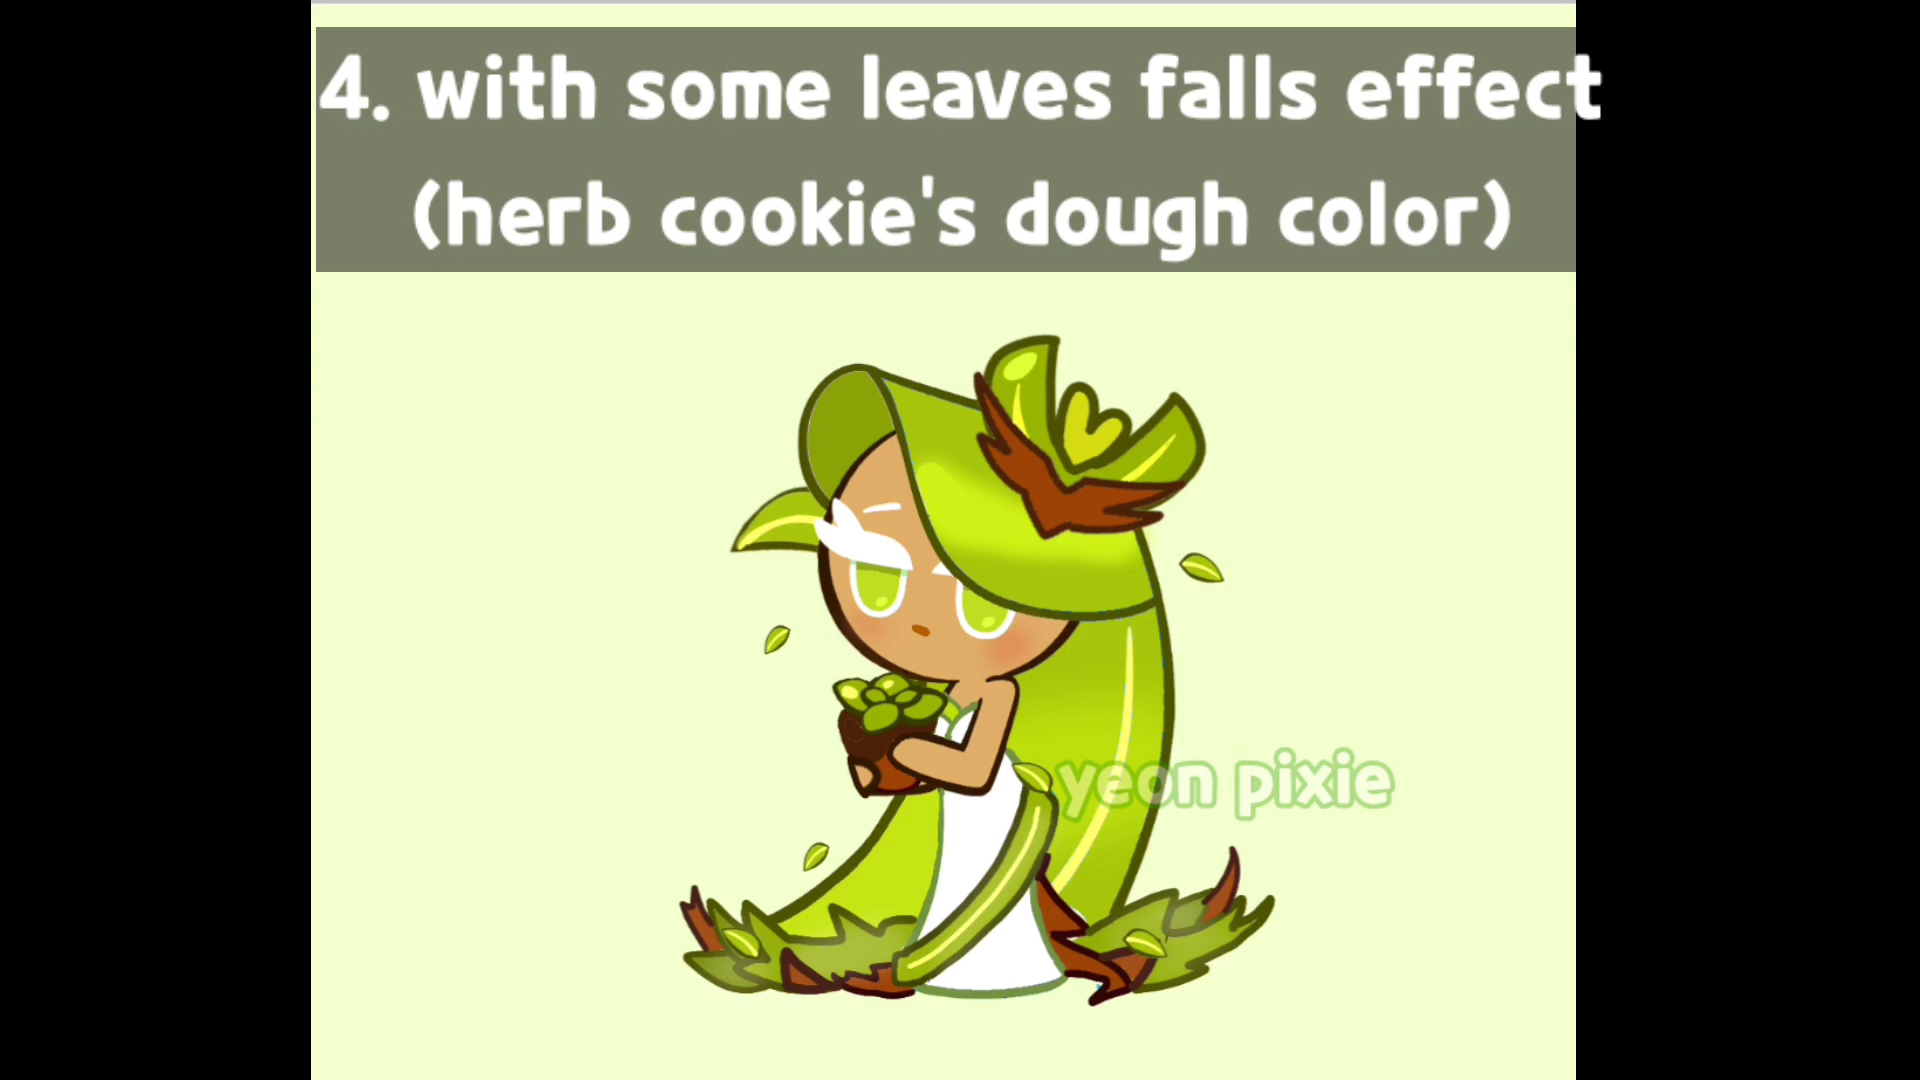 4. with some leaves falls effect
(herb cookie's dough color)
yeon pixie